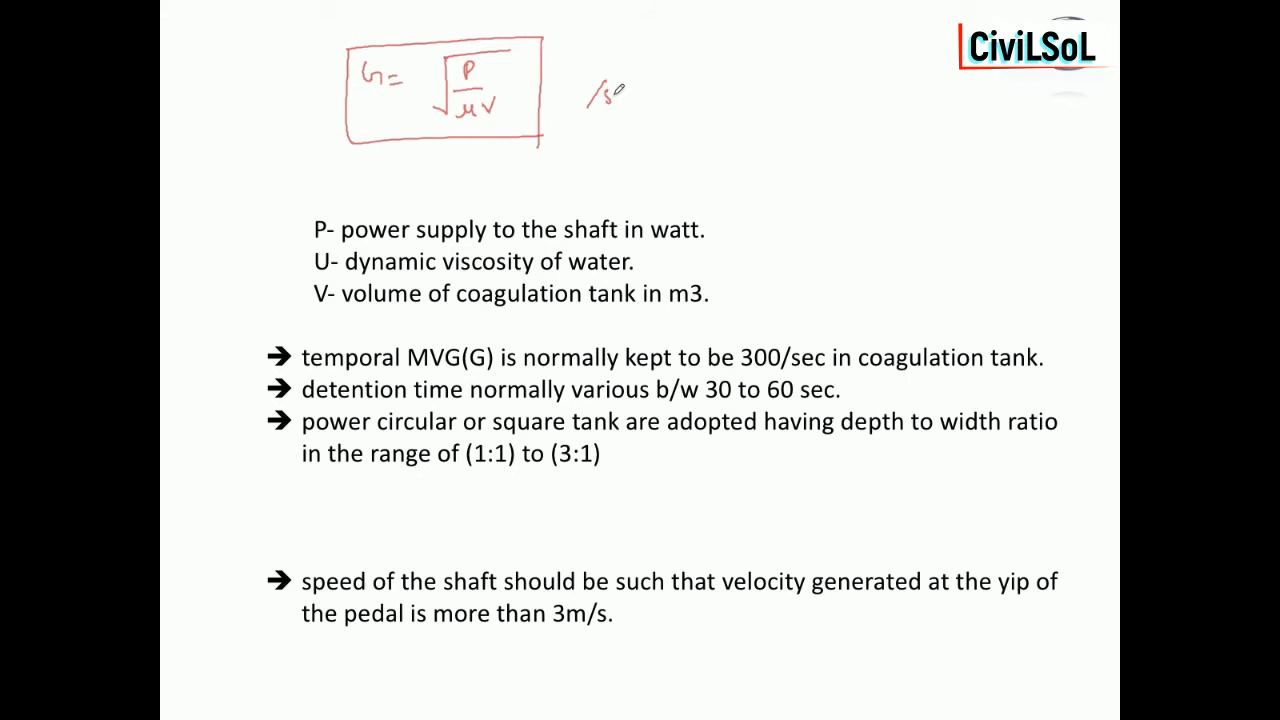 CiviLSoL
G = √P/μV /s
P- power supply to the shaft in watt.
U- dynamic viscosity of water.
V- volume of coagulation tank in m3.
➔ temporal MVG(G) is normally kept to be 300/sec in coagulation tank.
➔ detention time normally various b/w 30 to 60 sec.
➔ power circular or square tank are adopted having depth to width ratio
in the range of (1:1) to (3:1)
➔ speed of the shaft should be such that velocity generated at the yip of
the pedal is more than 3m/s.